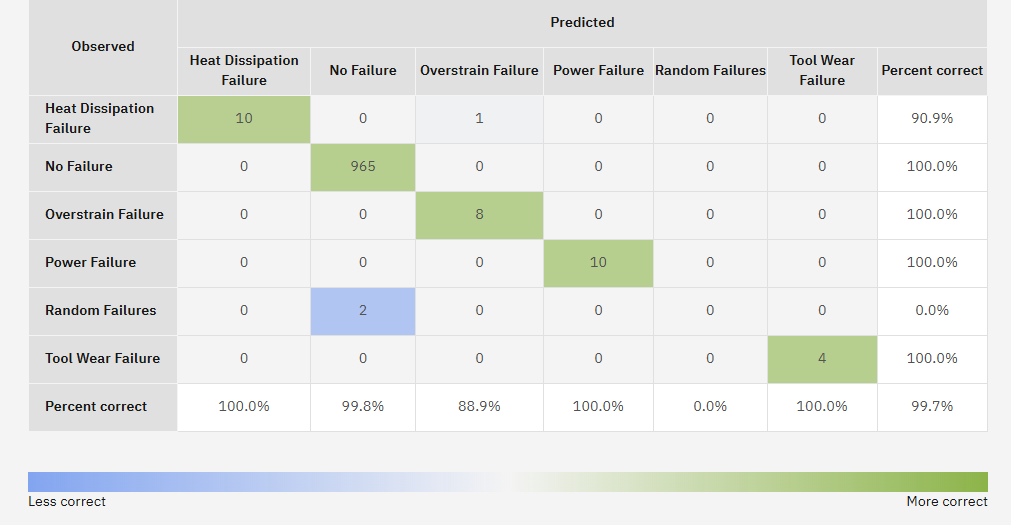 Observed Predicted
Heat Dissipation Failure No Failure Overstrain Failure Power Failure Random Failures Tool Wear Failure Percent correct
Heat Dissipation Failure 10 0 1 0 0 0 90.9%
No Failure 0 965 0 0 0 0 100.0%
Overstrain Failure 0 0 8 0 0 0 100.0%
Power Failure 0 0 0 10 0 0 100.0%
Random Failures 0 2 0 0 0 0 0.0%
Tool Wear Failure 0 0 0 0 0 4 100.0%
Percent correct 100.0% 99.8% 88.9% 100.0% 0.0% 100.0% 99.7%
Less correct More correct